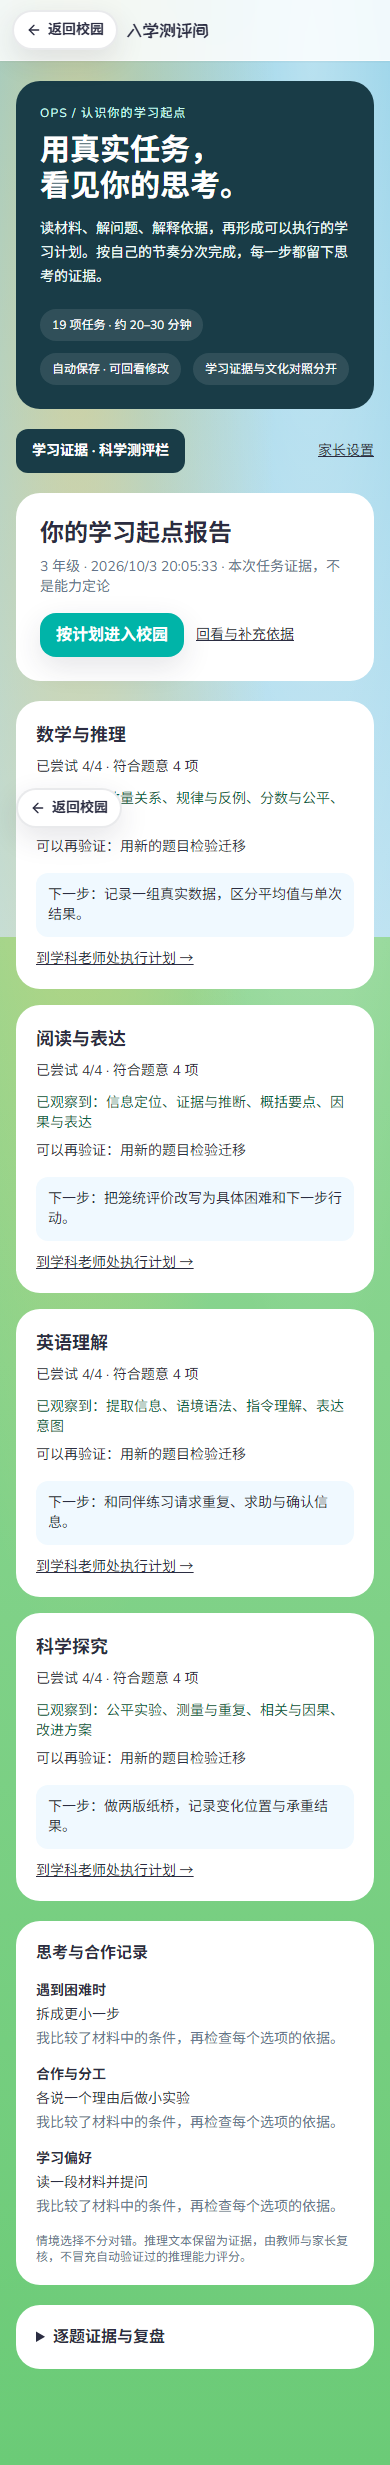 ← 返回校园 入学测评间
OPS / 认识你的学习起点
用真实任务，
看见你的思考。
读材料、解问题、解释依据，再形成可以执行的学
习计划。按自己的节奏分次完成，每一步都留下思
考的证据。
19 项任务 · 约 20–30 分钟
自动保存 · 可回看修改 学习证据与文化对照分开
学习证据 · 科学测评栏 家长设置
你的学习起点报告
3 年级 · 2026/10/3 20:05:33 · 本次任务证据，不
是能力定论
按计划进入校园 回看与补充依据
数学与推理
已尝试 4/4 · 符合题意 4 项
量关系、规律与反例、分数与公平、
← 返回校园
可以再验证：用新的题目检验迁移
下一步：记录一组真实数据，区分平均值与单次
结果。
到学科老师处执行计划 →
阅读与表达
已尝试 4/4 · 符合题意 4 项
已观察到：信息定位、证据与推断、概括要点、因
果与表达
可以再验证：用新的题目检验迁移
下一步：把笼统评价改写为具体困难和下一步行
动。
到学科老师处执行计划 →
英语理解
已尝试 4/4 · 符合题意 4 项
已观察到：提取信息、语境语法、指令理解、表达
意图
可以再验证：用新的题目检验迁移
下一步：和同伴练习请求重复、求助与确认信
息。
到学科老师处执行计划 →
科学探究
已尝试 4/4 · 符合题意 4 项
已观察到：公平实验、测量与重复、相关与因果、
改进方案
可以再验证：用新的题目检验迁移
下一步：做两版纸桥，记录变化位置与承重结
果。
到学科老师处执行计划 →
思考与合作记录
遇到困难时
拆成更小一步
我比较了材料中的条件，再检查每个选项的依据。
合作与分工
各说一个理由后做小实验
我比较了材料中的条件，再检查每个选项的依据。
学习偏好
读一段材料并提问
我比较了材料中的条件，再检查每个选项的依据。
情境选择不分对错。推理文本保留为证据，由教师与家长复
核，不冒充自动验证过的推理能力评分。
▶ 逐题证据与复盘